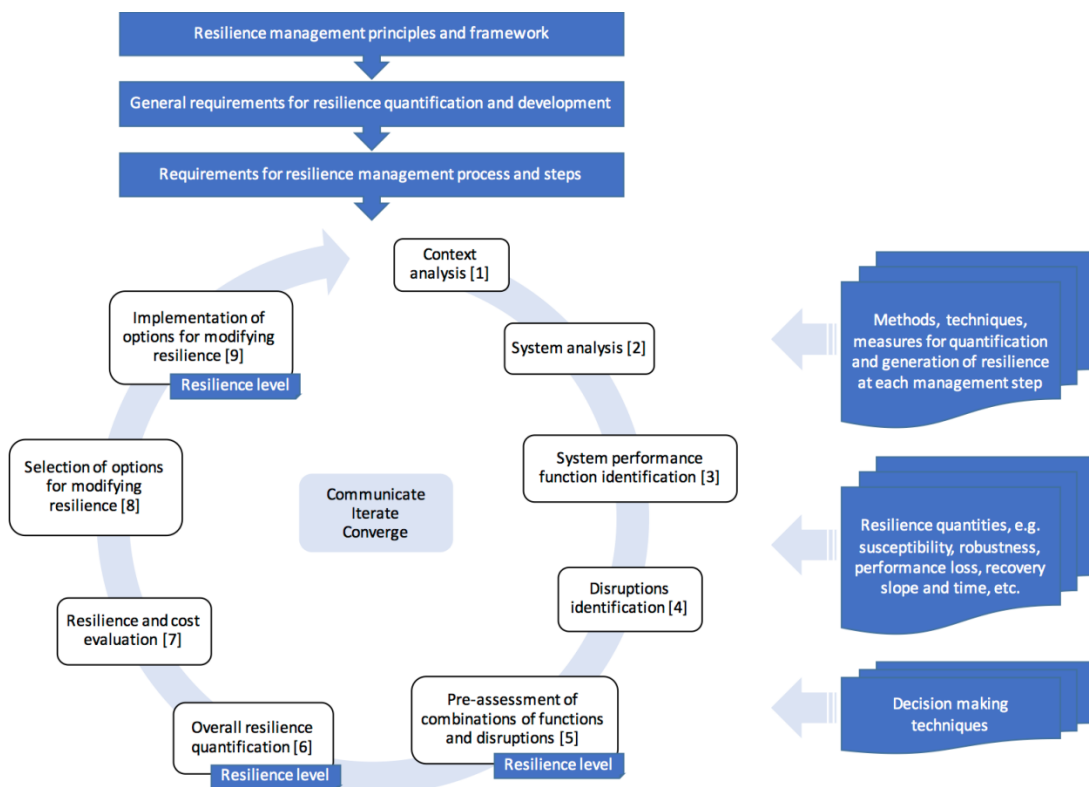 Resilience management principles and framework
General requirements for resilience quantification and development
Requirements for resilience management process and steps
Context
analysis [1]
System analysis [2]
System performance
function identification [3]
Disruptions
identification [4]
Pre-assessment of
combinations of functions
and disruptions [5]
Resilience level
Overall resilience
quantification [6]
Resilience level
Resilience and cost
evaluation [7]
Selection of options
for modifying
resilience [8]
Implementation of
options for modifying
resilience [9]
Resilience level
Communicate
Iterate
Converge
Methods, techniques,
measures for quantification
and generation of resilience
at each management step
Resilience quantities, e.g.
susceptibility, robustness,
performance loss, recovery
slope and time, etc.
Decision making
techniques